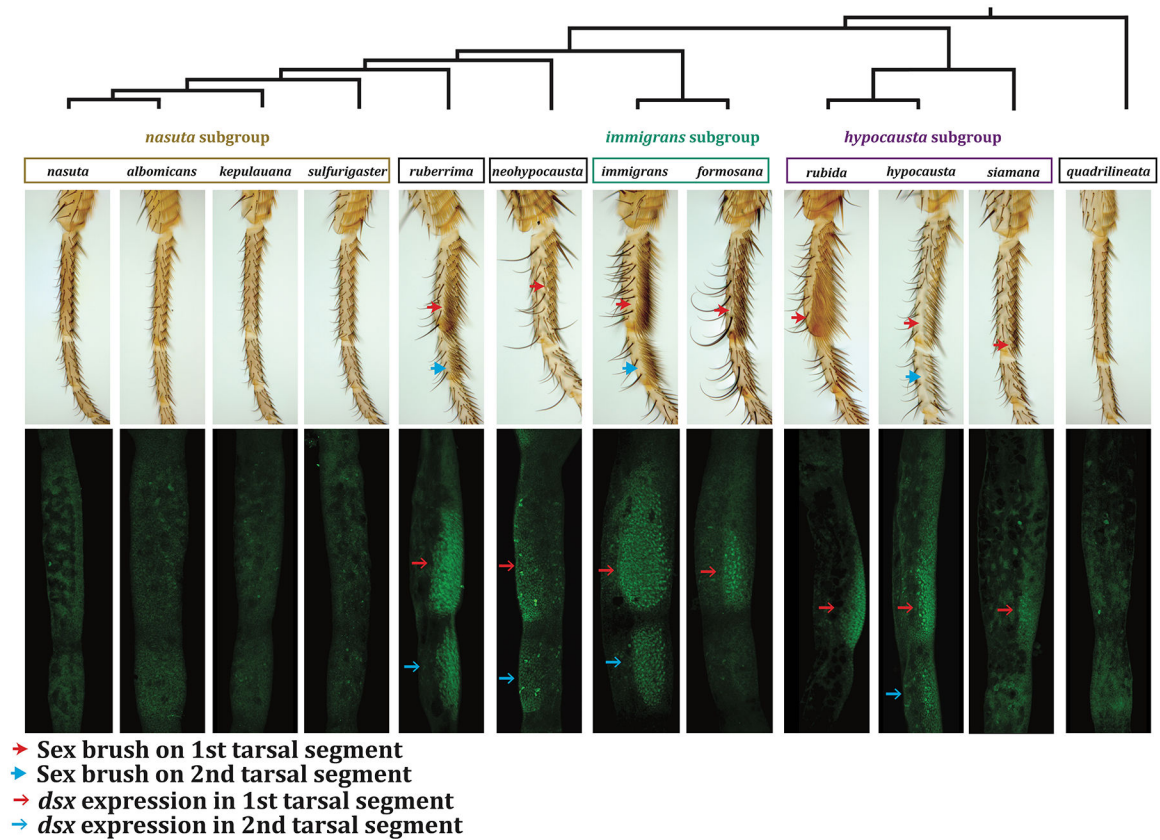 nasuta subgroup
immigrans subgroup
hypocausta subgroup
nasuta
albomicans
kepulauana
sulfurigaster
ruberrima
neohypocausta
immigrans
formosana
rubida
hypocausta
siamana
quadrilineata
Sex brush on 1st tarsal segment
Sex brush on 2nd tarsal segment
dsx expression in 1st tarsal segment
dsx expression in 2nd tarsal segment